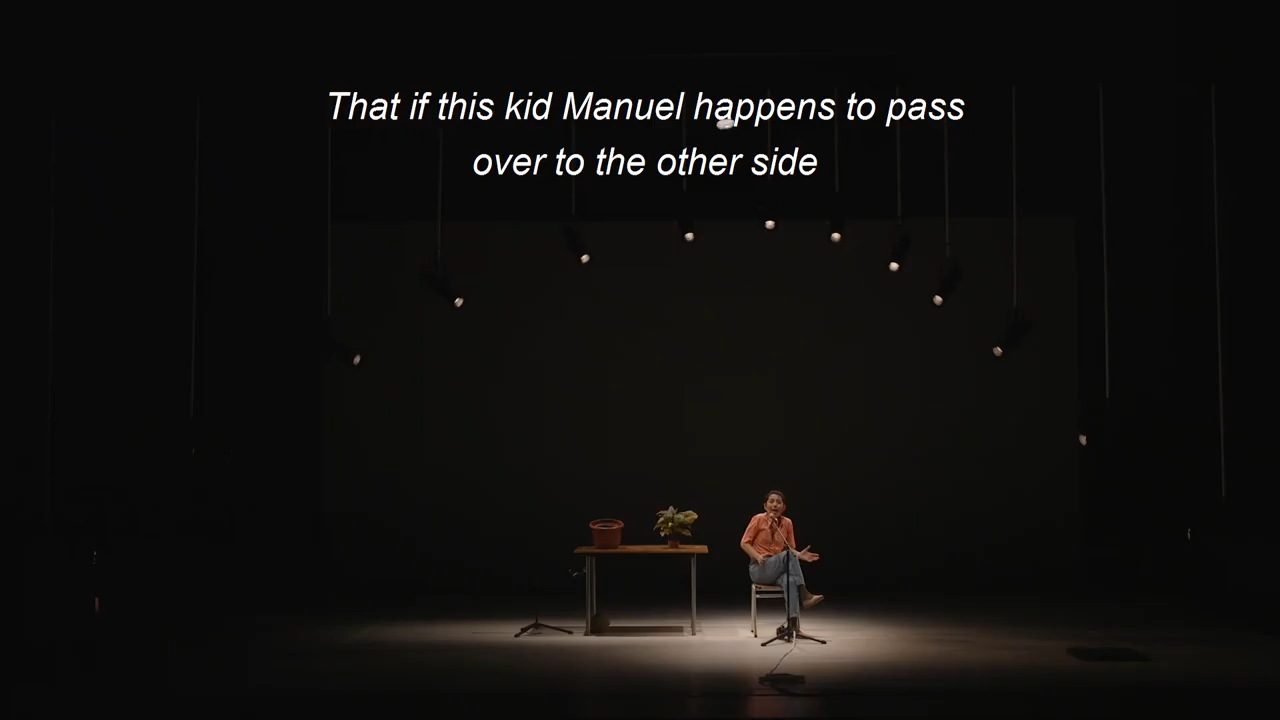 That if this kid Manuel happens to pass
over to the other side